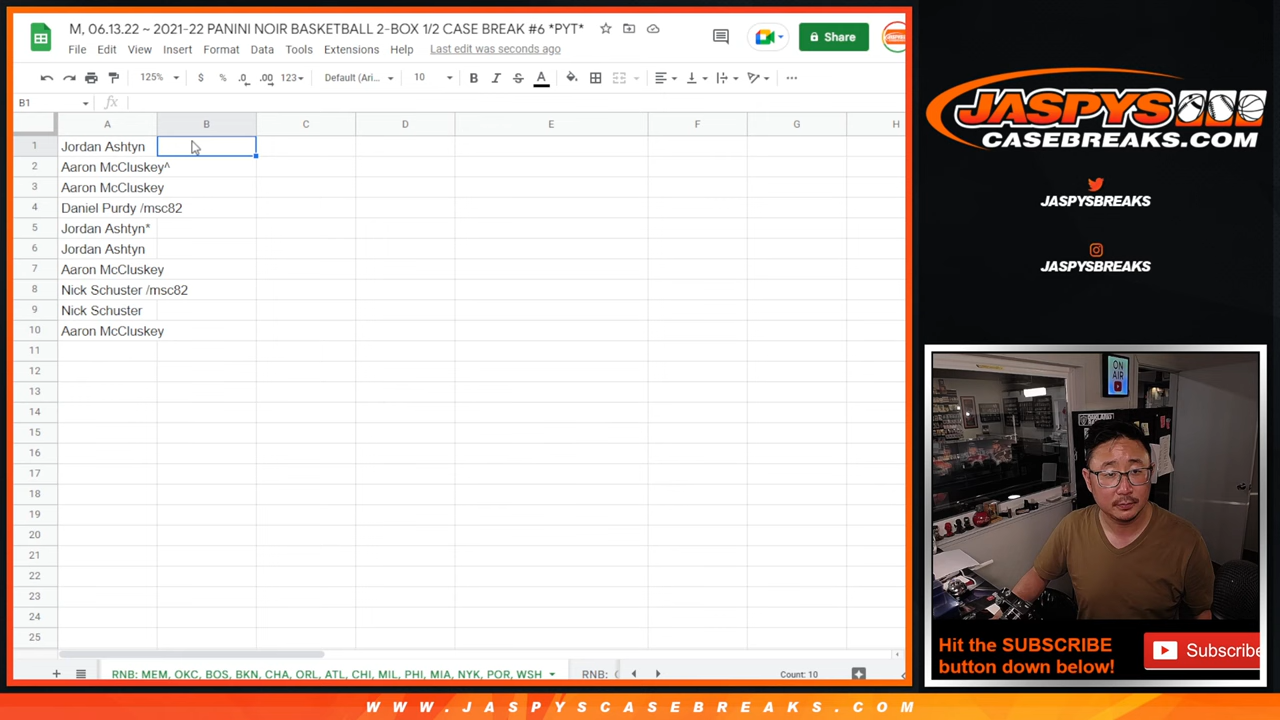 M, 06.13.22 ~ 2021-22 PANINI NOIR BASKETBALL 2-BOX 1/2 CASE BREAK #6 *PYT*
File Edit View Insert Format Data Tools Extensions Help Last edit was seconds ago
Share
125% $ % .0 .00 123 Default (Ari... 10 B I S A
B1 fx
A B C D E F G H
1 Jordan Ashtyn
2 Aaron McCluskey^
3 Aaron McCluskey
4 Daniel Purdy /msc82
5 Jordan Ashtyn*
6 Jordan Ashtyn
7 Aaron McCluskey
8 Nick Schuster /msc82
9 Nick Schuster
10 Aaron McCluskey
11
12
13
14
15
16
17
18
19
20
21
22
23
24
25
RNB: MEM, OKC, BOS, BKN, CHA, ORL, ATL, CHI, MIL, PHI, MIA, NYK, POR, WSH
RNB:
Count: 10
JASPYS
CASEBREAKS.COM
JASPYSBREAKS
JASPYSBREAKS
ON
AIR
Hit the SUBSCRIBE
button down below!
Subscribe
WWW.JASPYSCASEBREAKS.COM